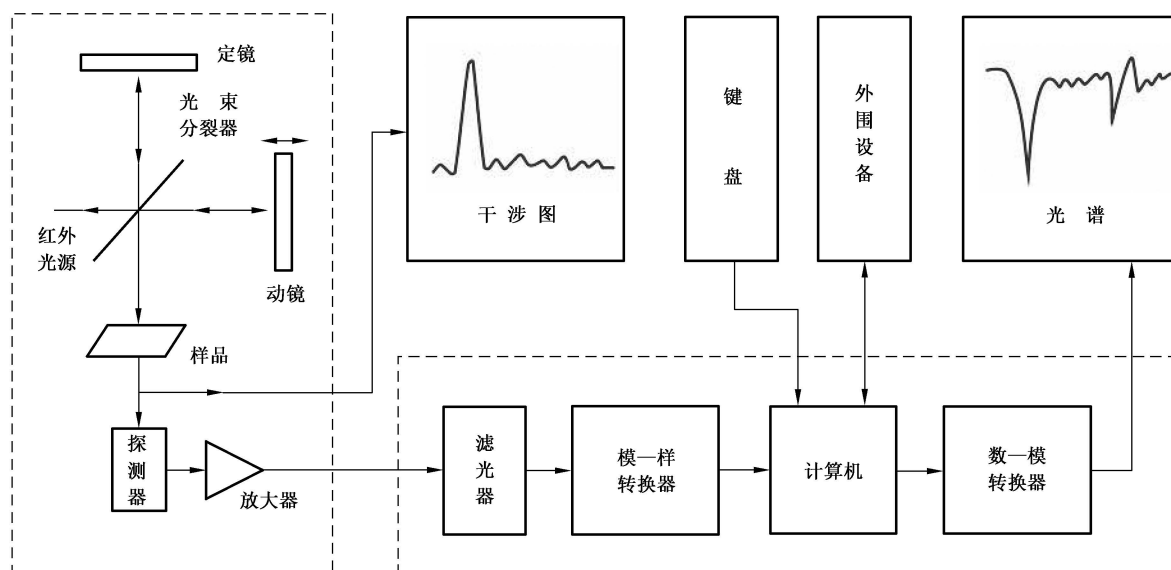 定镜
光 束
分裂器
红外
光源
动镜
样品
探
测
器
放大器
干 涉 图
键
盘
外
围
设
备
光 谱
滤
光
器
模—样
转换器
计算机
数—模
转换器